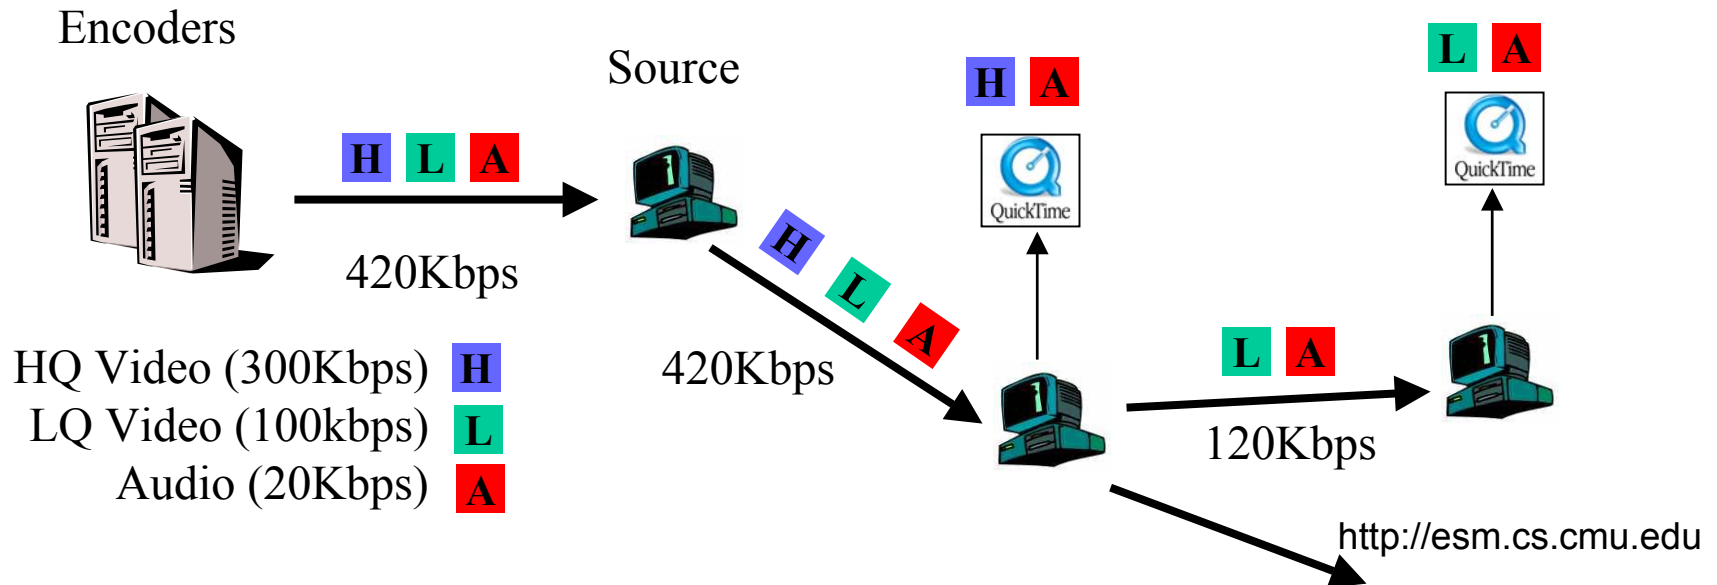 Encoders
Source
H L A
420Kbps
HQ Video (300Kbps) H
LQ Video (100kbps) L
Audio (20Kbps) A
H L A
420Kbps
H A
QuickTime
L A
QuickTime
L A
120Kbps
http://esm.cs.cmu.edu